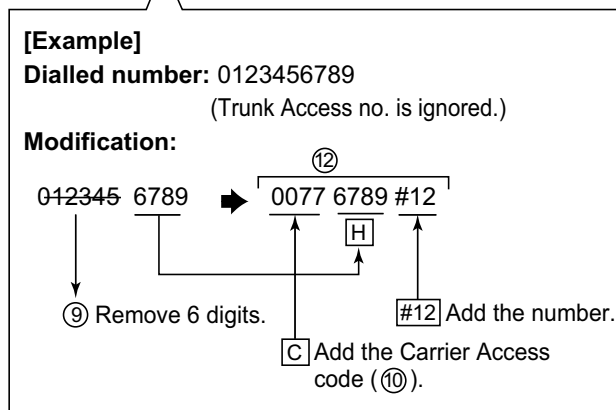 [Example]
Dialled number: 0123456789
(Trunk Access no. is ignored.)
Modification:
⑫
012345 6789 ➡ 0077 6789 #12
H
⑨ Remove 6 digits.
#12 Add the number.
C Add the Carrier Access
code (⑩).